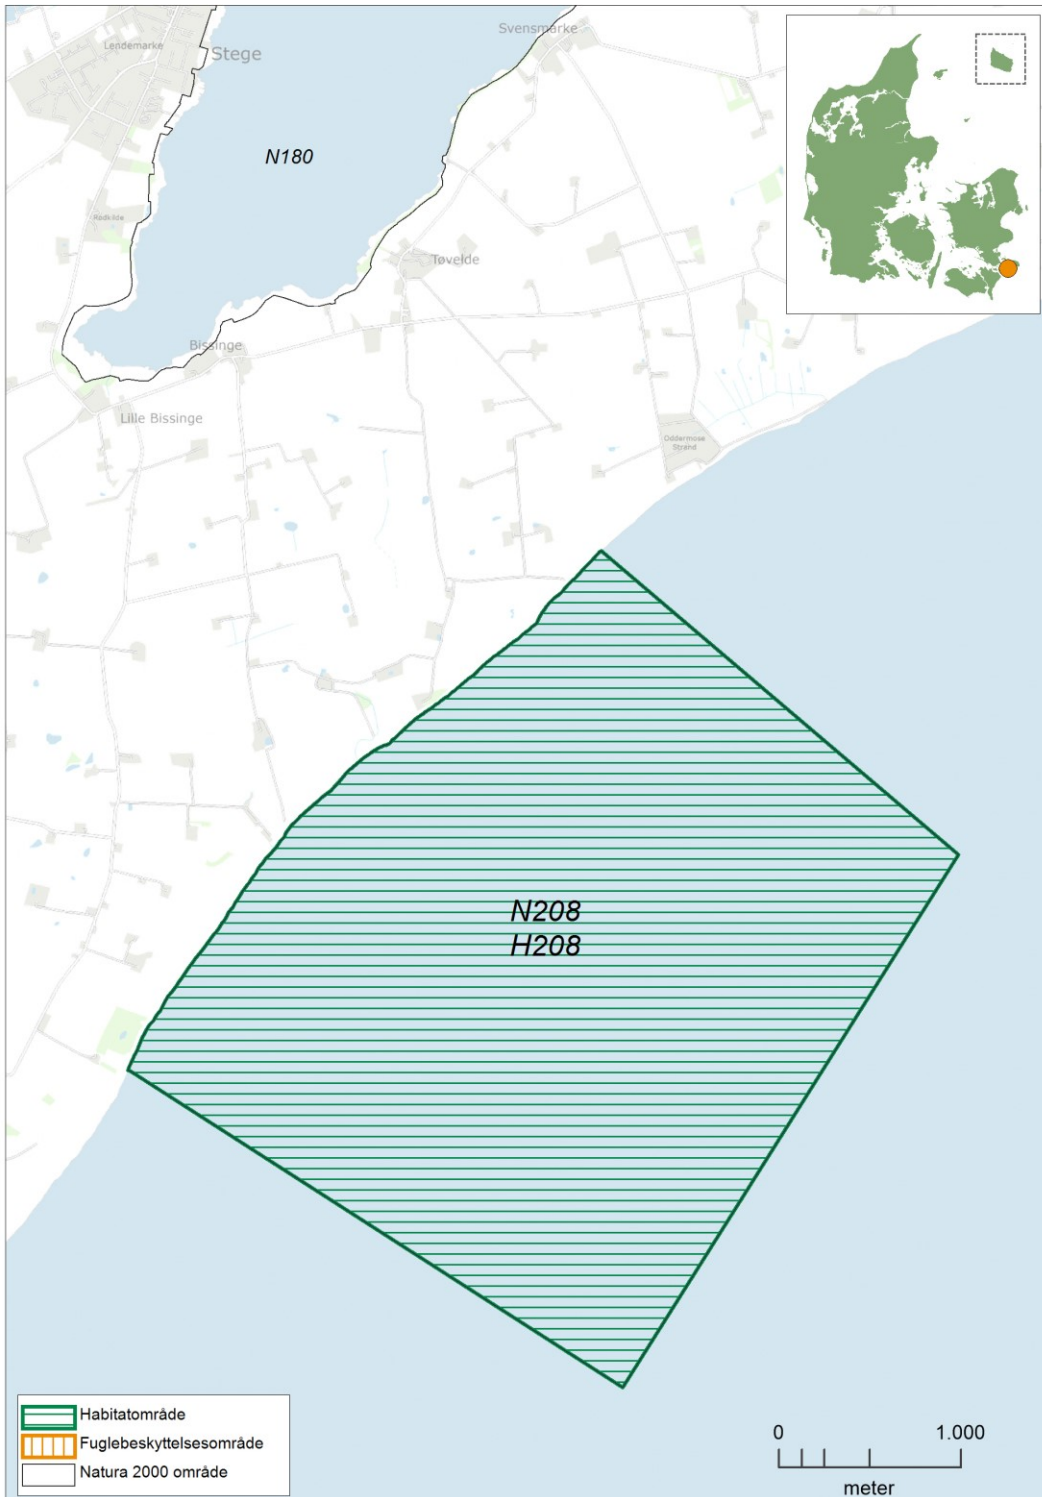 Svensmarke
Lendemarke
Stege
N180
Rødkilde
Tøvelde
Bissinge
Lille Bissinge
Oddermose
Strand
N208
H208
Habitatområde
Fuglebeskyttelsesområde
Natura 2000 område
0 1.000
meter